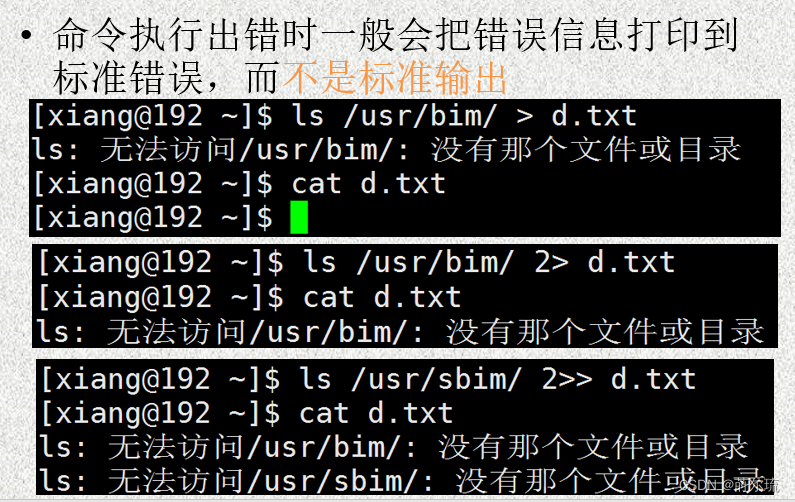 • 命令执行出错时一般会把错误信息打印到
标准错误，而不是标准输出
[xiang@192 ~]$ ls /usr/bim/ > d.txt
ls: 无法访问/usr/bim/: 没有那个文件或目录
[xiang@192 ~]$ cat d.txt
[xiang@192 ~]$
[xiang@192 ~]$ ls /usr/bim/ 2> d.txt
[xiang@192 ~]$ cat d.txt
ls: 无法访问/usr/bim/: 没有那个文件或目录
[xiang@192 ~]$ ls /usr/sbim/ 2>> d.txt
[xiang@192 ~]$ cat d.txt
ls: 无法访问/usr/bim/: 没有那个文件或目录
ls: 无法访问/usr/sbim/: 没有那个文件或目录
CSDN